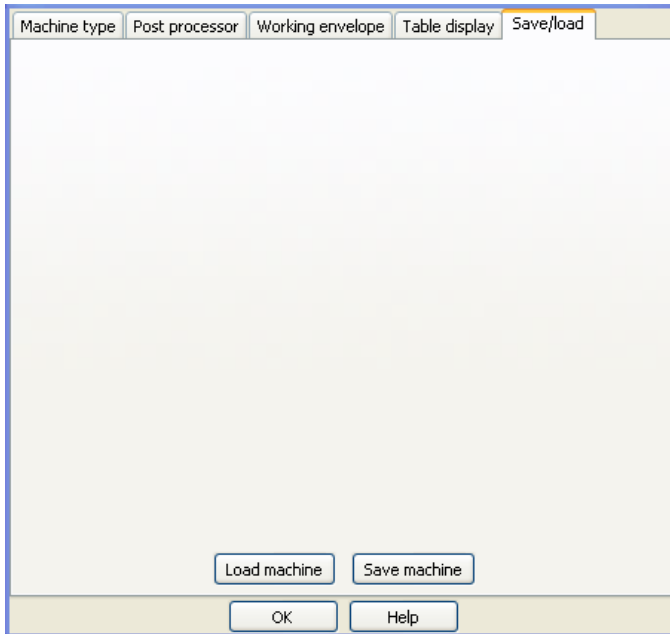 Machine type Post processor Working envelope Table display Save/load
Load machine Save machine
OK Help